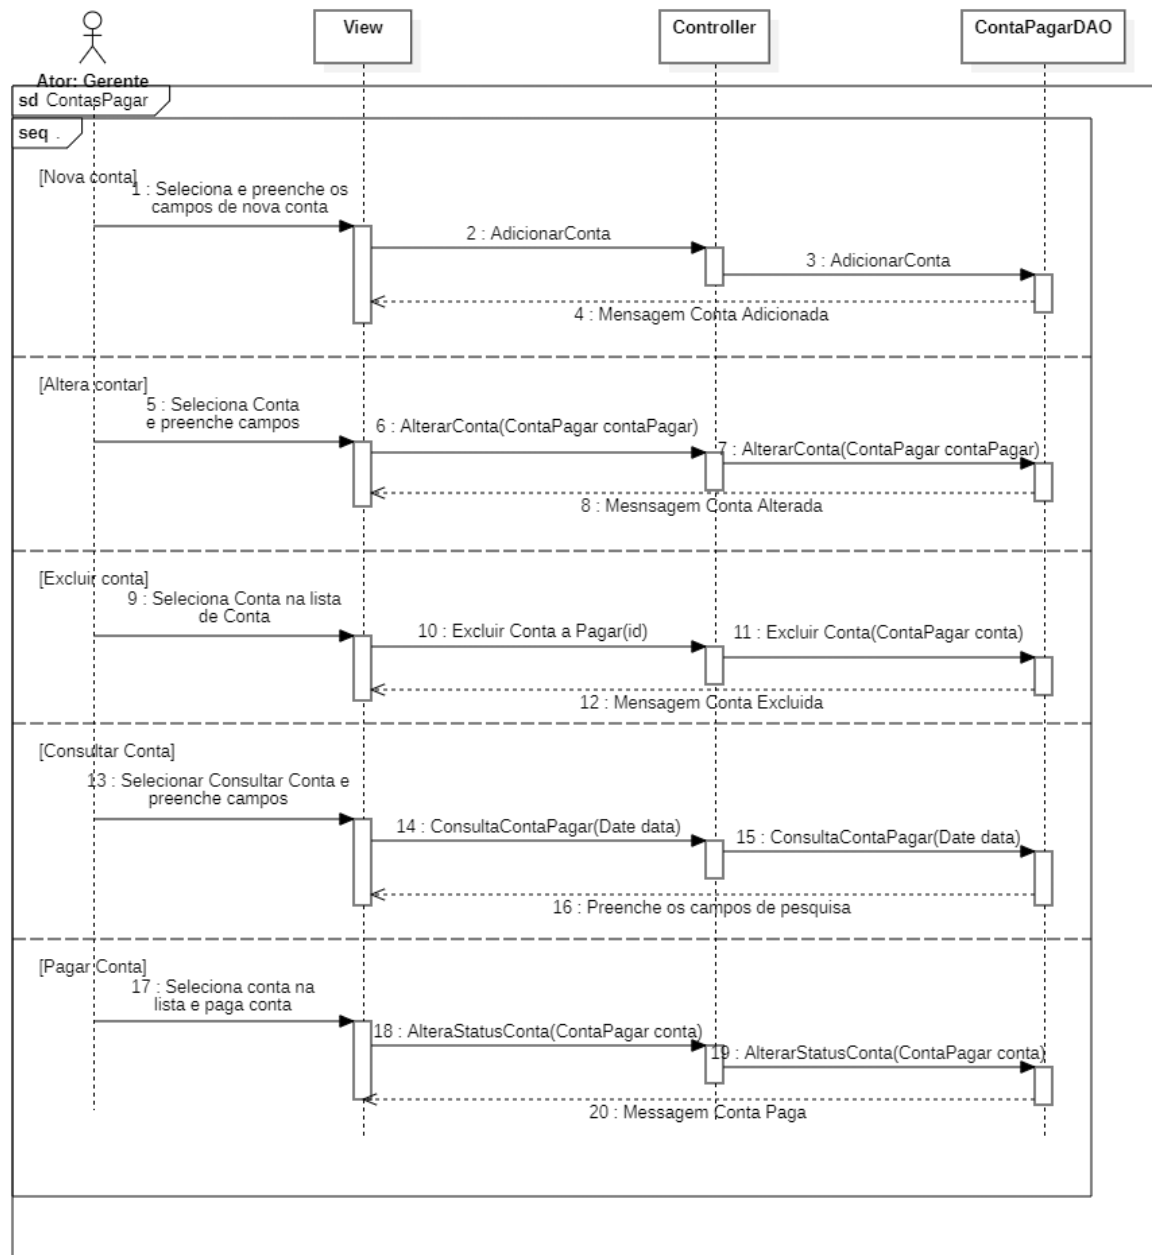 View
Controller
ContaPagarDAO
Ator: Gerente
sd ContasPagar
seq .
[Nova conta]
1 : Seleciona e preenche os
campos de nova conta
2 : AdicionarConta
3 : AdicionarConta
4 : Mensagem Conta Adicionada
[Altera contar]
5 : Seleciona Conta
e preenche campos
6 : AlterarConta(ContaPagar contaPagar)
7 : AlterarConta(ContaPagar contaPagar)
8 : Mesnsagem Conta Alterada
[Excluir conta]
9 : Seleciona Conta na lista
de Conta
10 : Excluir Conta a Pagar(id)
11 : Excluir Conta(ContaPagar conta)
12 : Mensagem Conta Excluida
[Consultar Conta]
13 : Selecionar Consultar Conta e
preenche campos
14 : ConsultaContaPagar(Date data)
15 : ConsultaContaPagar(Date data)
16 : Preenche os campos de pesquisa
[Pagar Conta]
17 : Seleciona conta na
lista e paga conta
18 : AlteraStatusConta(ContaPagar conta)
19 : AlterarStatusConta(ContaPagar conta)
20 : Messagem Conta Paga